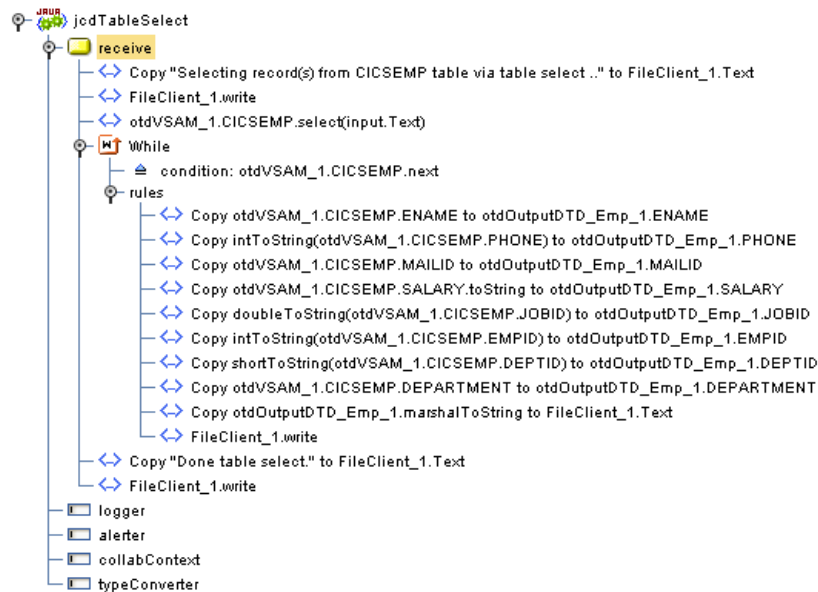 JAVA
jcdTableSelect
receive
Copy "Selecting record(s) from CICSEMP table via table select .." to FileClient_1.Text
FileClient_1.write
otdVSAM_1.CICSEMP.select(input.Text)
W While
condition: otdVSAM_1.CICSEMP.next
rules
Copy otdVSAM_1.CICSEMP.ENAME to otdOutputDTD_Emp_1.ENAME
Copy intToString(otdVSAM_1.CICSEMP.PHONE) to otdOutputDTD_Emp_1.PHONE
Copy otdVSAM_1.CICSEMP.MAILID to otdOutputDTD_Emp_1.MAILID
Copy otdVSAM_1.CICSEMP.SALARY.toString to otdOutputDTD_Emp_1.SALARY
Copy doubleToString(otdVSAM_1.CICSEMP.JOBID) to otdOutputDTD_Emp_1.JOBID
Copy intToString(otdVSAM_1.CICSEMP.EMPID) to otdOutputDTD_Emp_1.EMPID
Copy shortToString(otdVSAM_1.CICSEMP.DEPTID) to otdOutputDTD_Emp_1.DEPTID
Copy otdVSAM_1.CICSEMP.DEPARTMENT to otdOutputDTD_Emp_1.DEPARTMENT
Copy otdOutputDTD_Emp_1.marshalToString to FileClient_1.Text
FileClient_1.write
Copy "Done table select." to FileClient_1.Text
FileClient_1.write
logger
alerter
collabContext
typeConverter